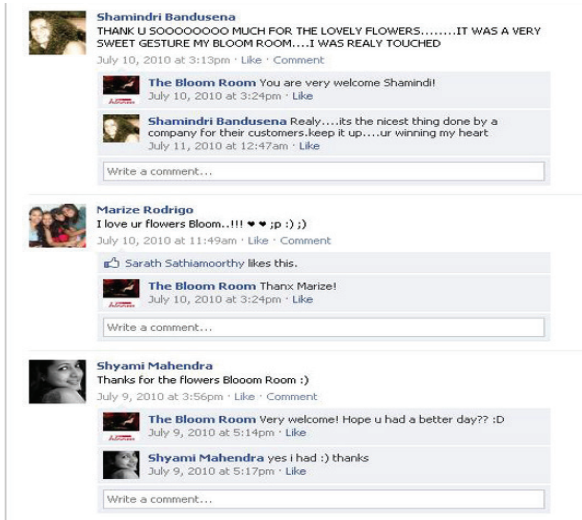 Shamindri Bandusena
THANK U SOOOOOOOO MUCH FOR THE LOVELY FLOWERS........IT WAS A VERY
SWEET GESTURE MY BLOOM ROOM....I WAS REALY TOUCHED
July 10, 2010 at 3:13pm · Like · Comment
The Bloom Room You are very welcome Shamindi!
July 10, 2010 at 3:24pm · Like
Shamindri Bandusena Realy....its the nicest thing done by a
company for their customers.keep it up....ur winning my heart
July 11, 2010 at 12:47am · Like
Write a comment...
Marize Rodrigo
I love ur flowers Bloom..!!! ♥ ♥ ;p :) ;)
July 10, 2010 at 11:49am · Like · Comment
Sarath Sathiamoorthy likes this.
The Bloom Room Thanx Marize!
July 10, 2010 at 3:24pm · Like
Write a comment...
Shyami Mahendra
Thanks for the flowers Blooom Room :)
July 9, 2010 at 3:56pm · Like · Comment
The Bloom Room Very welcome! Hope u had a better day?? :D
July 9, 2010 at 5:14pm · Like
Shyami Mahendra yes i had :) thanks
July 9, 2010 at 5:17pm · Like
Write a comment...